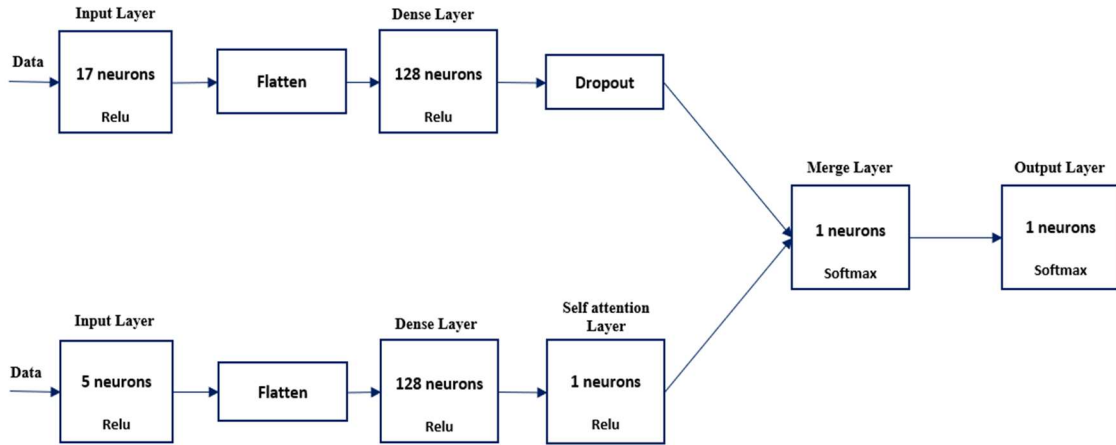 Input Layer
Dense Layer
Data
17 neurons
Relu
Flatten
128 neurons
Relu
Dropout
Merge Layer
Output Layer
1 neurons
Softmax
1 neurons
Softmax
Input Layer
Dense Layer
Self attention
Layer
Data
5 neurons
Relu
Flatten
128 neurons
Relu
1 neurons
Relu